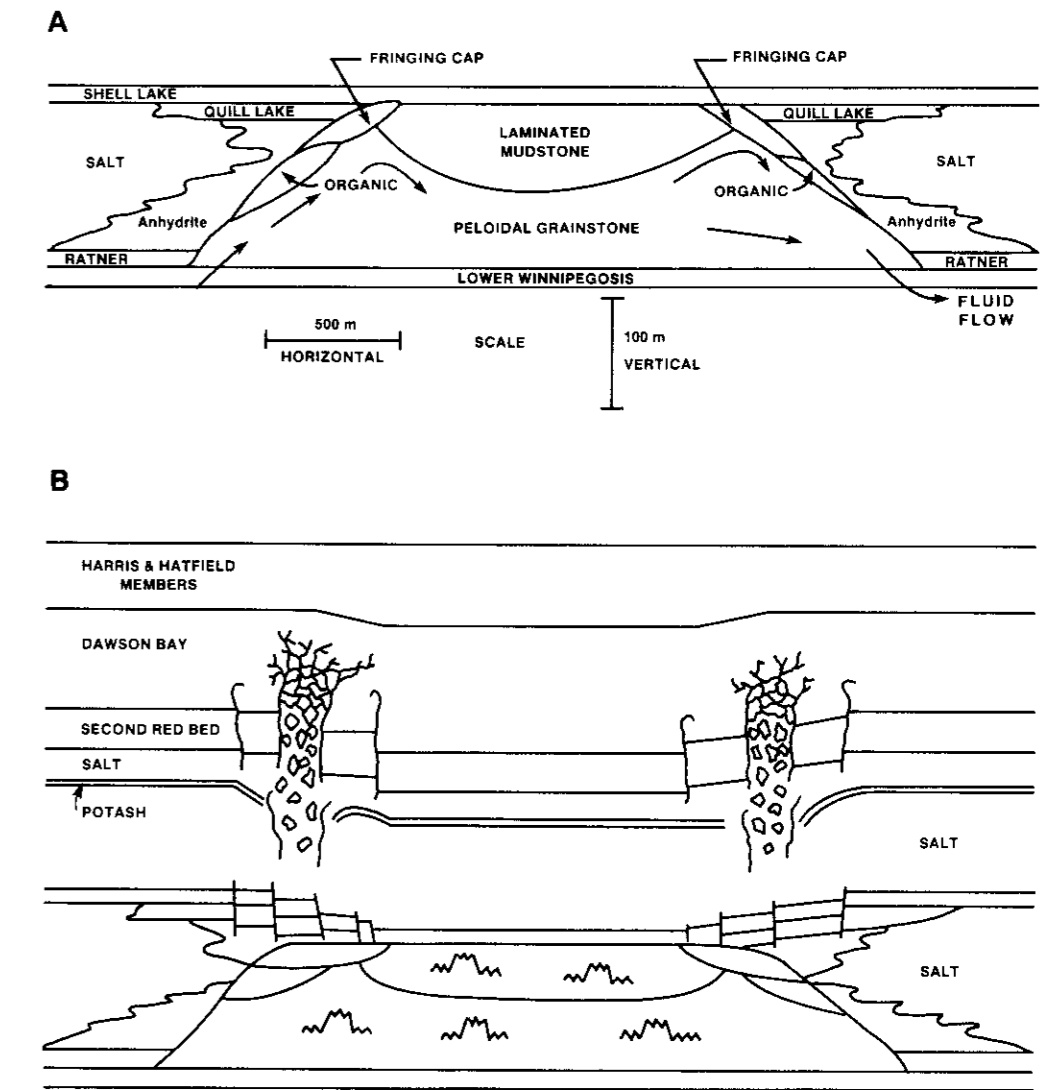 A
FRINGING CAP
FRINGING CAP
SHELL LAKE
QUILL LAKE
QUILL LAKE
LAMINATED
MUDSTONE
SALT
SALT
ORGANIC
ORGANIC
Anhydrite
Anhydrite
PELOIDAL GRAINSTONE
RATNER
RATNER
LOWER WINNIPEGOSIS
FLUID
FLOW
500 m
HORIZONTAL
SCALE
100 m
VERTICAL
B
HARRIS & HATFIELD
MEMBERS
DAWSON BAY
SECOND RED BED
SALT
POTASH
SALT
SALT